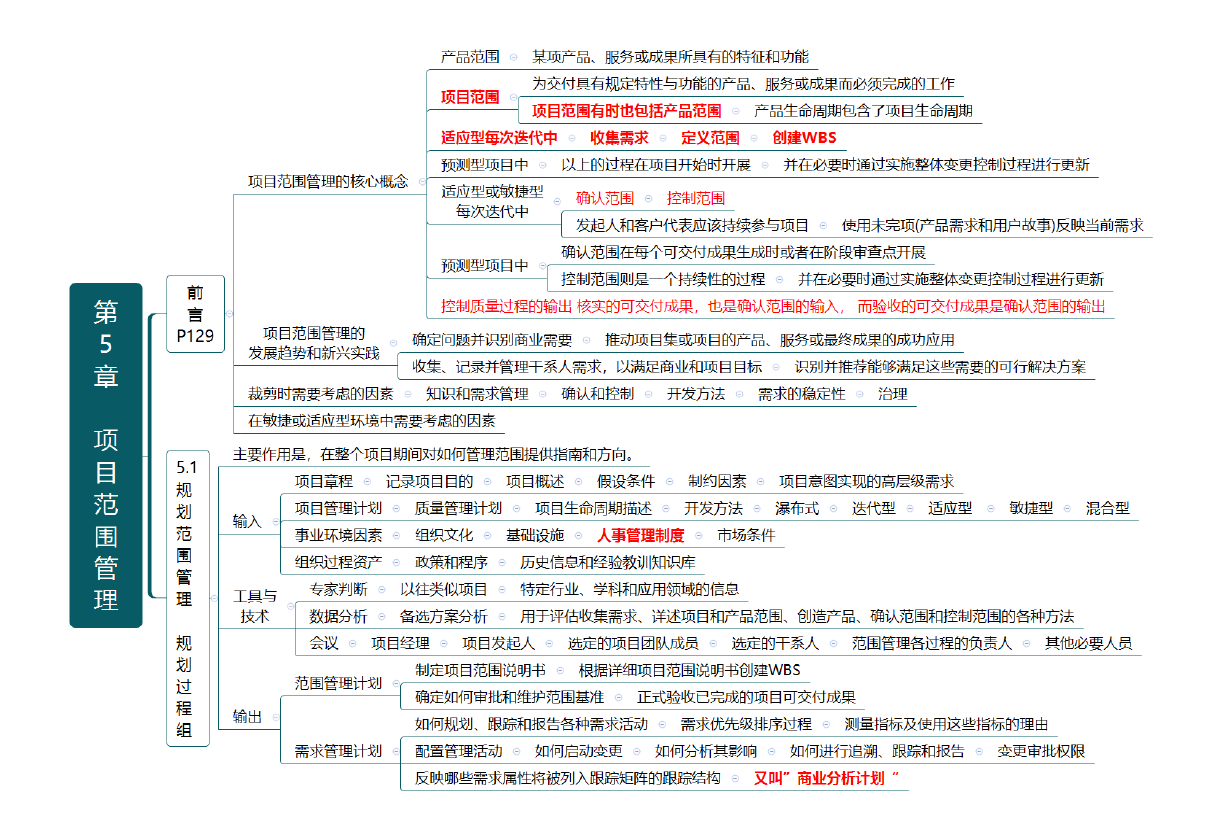 第5章 项目范围管理
前言 P129
项目范围管理的核心概念
产品范围 某项产品、服务或成果所具有的特征和功能
项目范围
为交付具有规定特性与功能的产品、服务或成果而必须完成的工作
项目范围有时也包括产品范围 产品生命周期包含了项目生命周期
适应型每次迭代中 收集需求 定义范围 创建WBS
预测型项目中 以上的过程在项目开始时开展 并在必要时通过实施整体变更控制过程进行更新
适应型或敏捷型
每次迭代中
确认范围 控制范围
发起人和客户代表应该持续参与项目 使用未完项(产品需求和用户故事)反映当前需求
预测型项目中
确认范围在每个可交付成果生成时或者在阶段审查点开展
控制范围则是一个持续性的过程 并在必要时通过实施整体变更控制过程进行更新
控制质量过程的输出 核实的可交付成果，也是确认范围的输入， 而验收的可交付成果是确认范围的输出
项目范围管理的
发展趋势和新兴实践
确定问题并识别商业需要 推动项目集或项目的产品、服务或最终成果的成功应用
收集、记录并管理干系人需求，以满足商业和项目目标 识别并推荐能够满足这些需要的可行解决方案
裁剪时需要考虑的因素 知识和需求管理 确认和控制 开发方法 需求的稳定性 治理
在敏捷或适应型环境中需要考虑的因素
5.1 规划范围管理 规划过程组
主要作用是，在整个项目期间对如何管理范围提供指南和方向。
输入
项目章程 记录项目目的 项目概述 假设条件 制约因素 项目意图实现的高层级需求
项目管理计划 质量管理计划 项目生命周期描述 开发方法 瀑布式 迭代型 适应型 敏捷型 混合型
事业环境因素 组织文化 基础设施 人事管理制度 市场条件
组织过程资产 政策和程序 历史信息和经验教训知识库
工具与
技术
专家判断 以往类似项目 特定行业、学科和应用领域的信息
数据分析 备选方案分析 用于评估收集需求、详述项目和产品范围、创造产品、确认范围和控制范围的各种方法
会议 项目经理 项目发起人 选定的项目团队成员 选定的干系人 范围管理各过程的负责人 其他必要人员
输出
范围管理计划
制定项目范围说明书 根据详细项目范围说明书创建WBS
确定如何审批和维护范围基准 正式验收已完成的项目可交付成果
需求管理计划
如何规划、跟踪和报告各种需求活动 需求优先级排序过程 测量指标及使用这些指标的理由
配置管理活动 如何启动变更 如何分析其影响 如何进行追溯、跟踪和报告 变更审批权限
反映哪些需求属性将被列入跟踪矩阵的跟踪结构 又叫”商业分析计划“